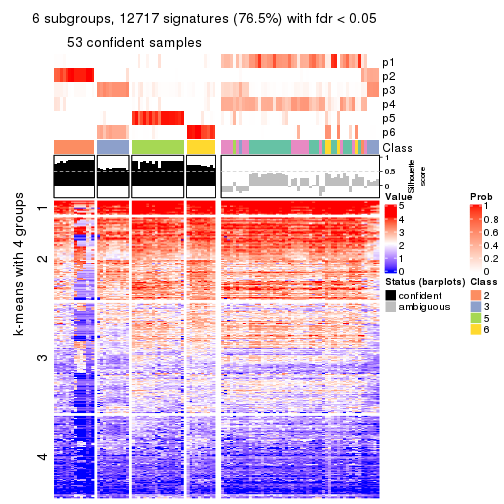 6 subgroups, 12717 signatures (76.5%) with fdr < 0.05
53 confident samples
p1
p2
p3
p4
p5
p6
Class
1
0.5
0
Silhouette
score
k-means with 4 groups
1
2
3
4
Value
5
4
3
2
1
0
Prob
1
0.8
0.6
0.4
0.2
0
Status (barplots)
confident
ambiguous
Class
2
3
5
6